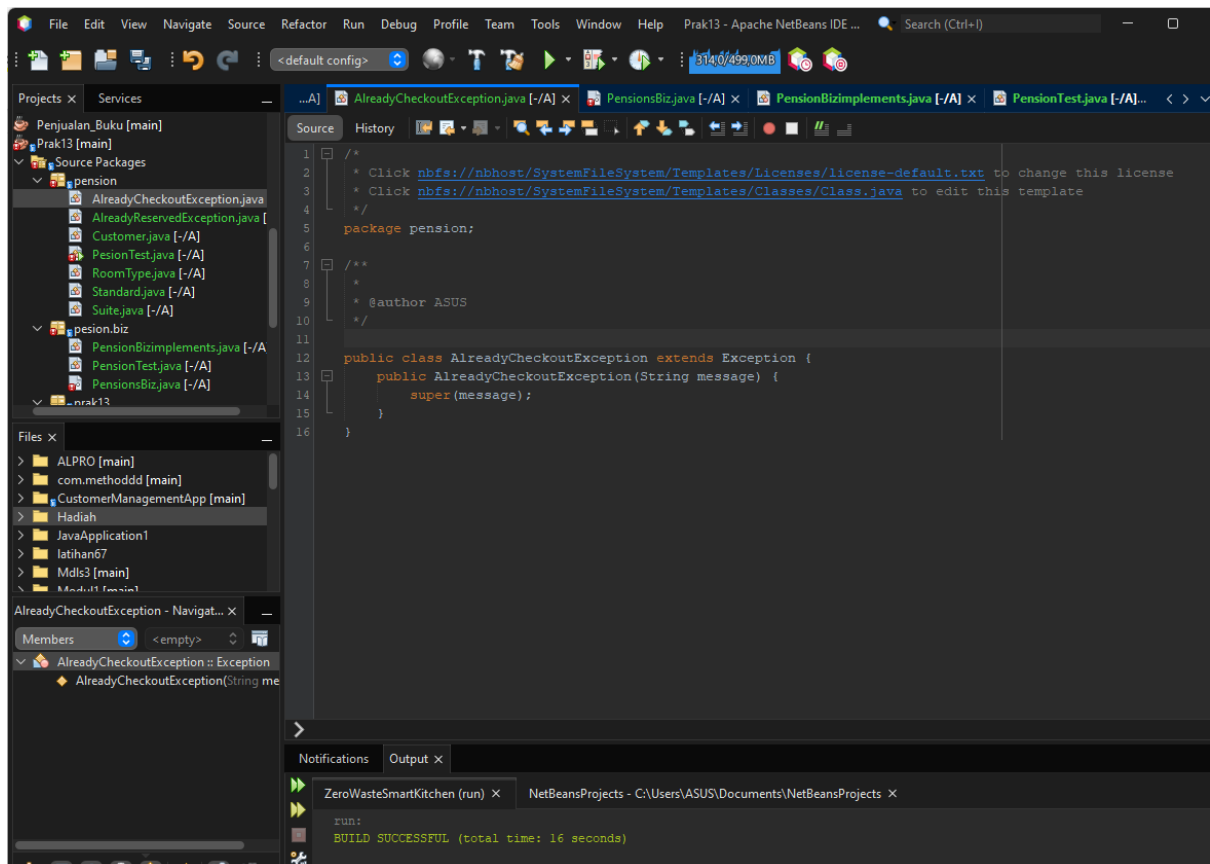 File Edit View Navigate Source Refactor Run Debug Profile Team Tools Window Help Prak13 - Apache NetBeans IDE ... Search (Ctrl+I)
<default config> 314,0/499,0MB
Projects Services
Penjualan_Buku [main]
Prak13 [main]
Source Packages
pension
AlreadyCheckoutException.java
AlreadyReservedException.java [
Customer.java [-/A]
PesionTest.java [-/A]
RoomType.java [-/A]
Standard.java [-/A]
Suite.java [-/A]
pesion.biz
PensionBizimplements.java [-/A
PensionTest.java [-/A]
PensionsBiz.java [-/A]
prak13
Files
ALPRO [main]
com.methoddd [main]
CustomerManagementApp [main]
Hadiah
JavaApplication1
latihan67
Mdls3 [main]
Modul1 [main]
AlreadyCheckoutException - Navigat...
Members <empty>
AlreadyCheckoutException :: Exception
AlreadyCheckoutException(String me
...A] AlreadyCheckoutException.java [-/A] PensionsBiz.java [-/A] PensionBizimplements.java [-/A] PensionTest.java [-/A]...
Source History
1 /*
2 * Click nbfs://nbhost/SystemFileSystem/Templates/Licenses/license-default.txt to change this license
3 * Click nbfs://nbhost/SystemFileSystem/Templates/Classes/Class.java to edit this template
4 */
5 package pension;
6
7 /**
8 *
9 * @author ASUS
10 */
11
12 public class AlreadyCheckoutException extends Exception {
13 public AlreadyCheckoutException(String message) {
14 super(message);
15 }
16 }
Notifications Output
ZeroWasteSmartKitchen (run) NetBeansProjects - C:\Users\ASUS\Documents\NetBeansProjects
run:
BUILD SUCCESSFUL (total time: 16 seconds)